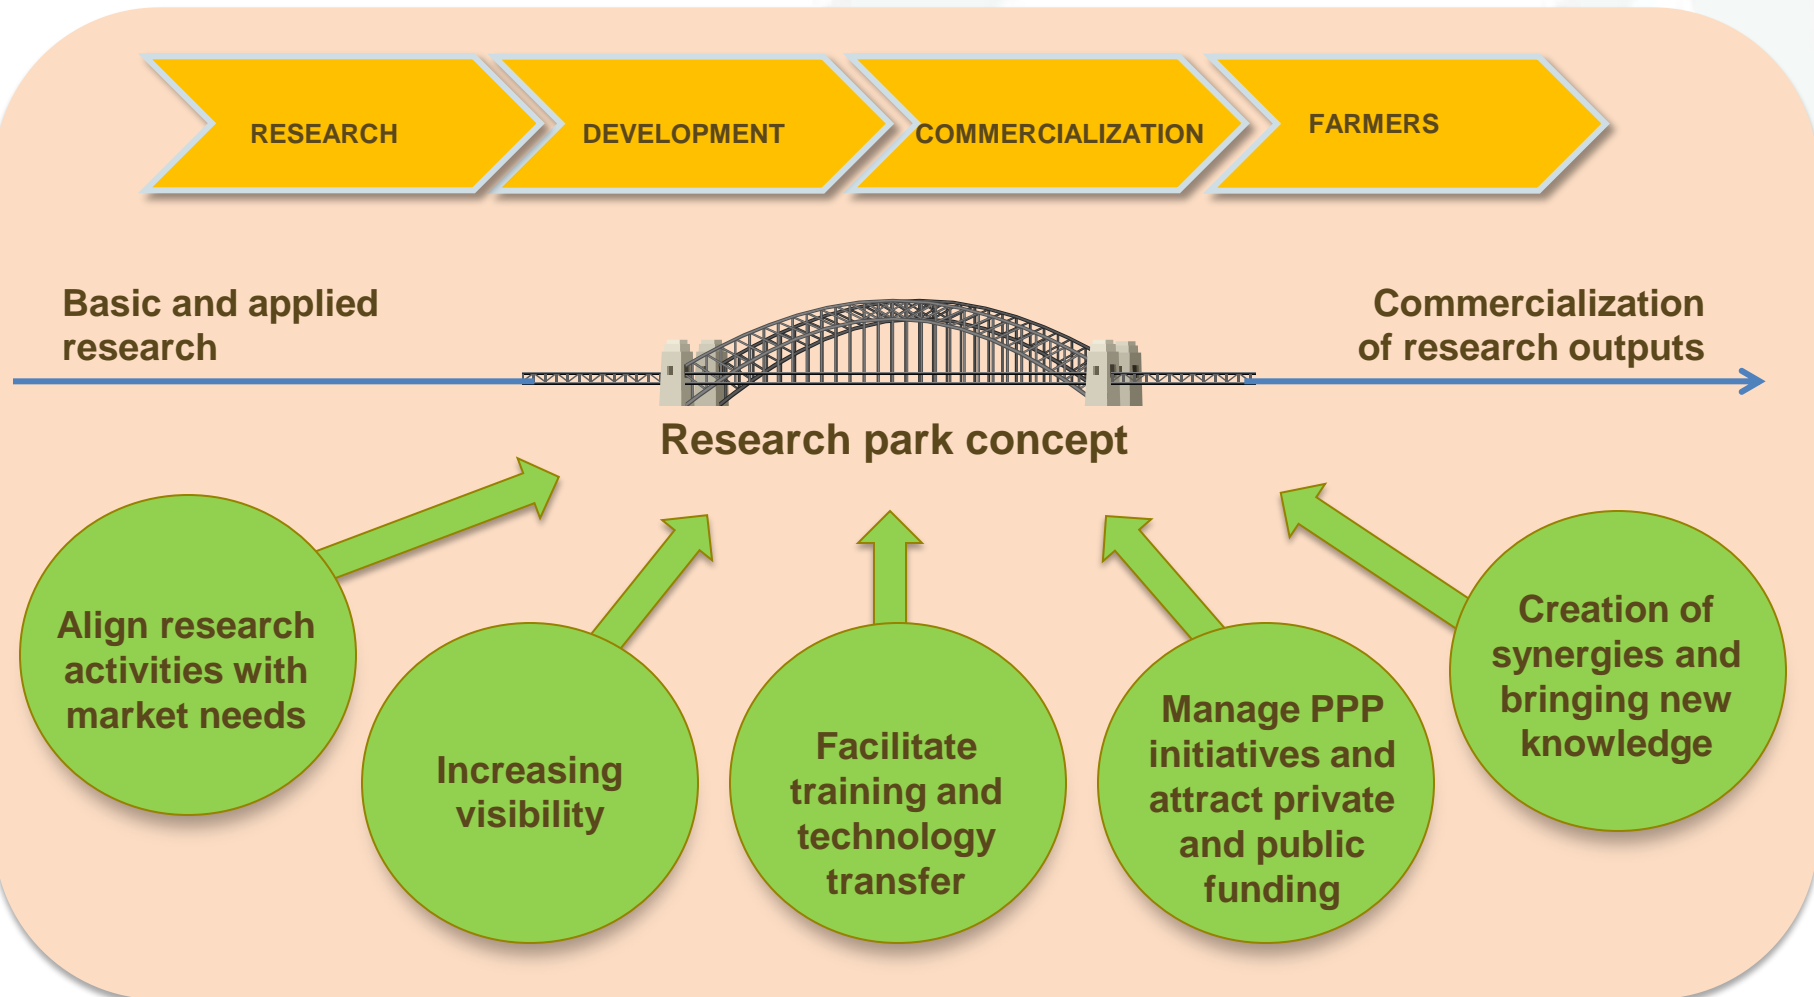 RESEARCH
DEVELOPMENT
COMMERCIALIZATION
FARMERS
Basic and applied
research
Commercialization
of research outputs
Research park concept
Align research
activities with
market needs
Increasing
visibility
Facilitate
training and
technology
transfer
Manage PPP
initiatives and
attract private
and public
funding
Creation of
synergies and
bringing new
knowledge